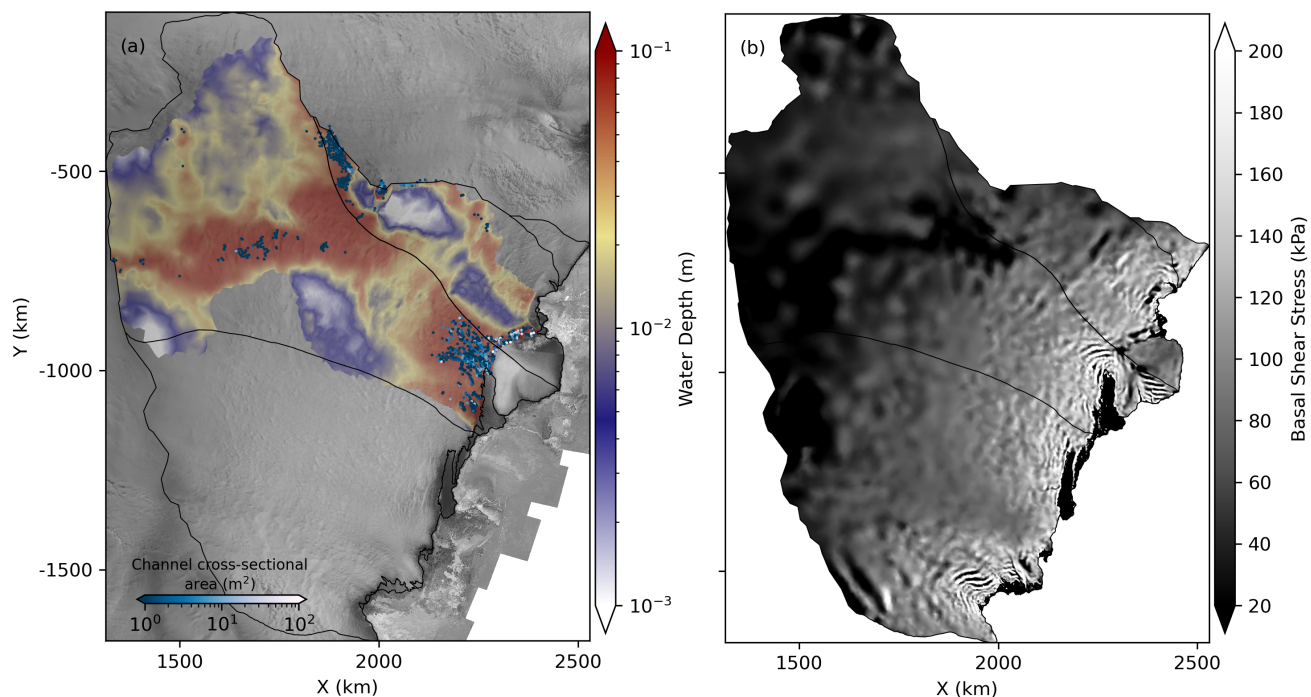 (a)
Y (km)
-500
-1000
-1500
1500
2000
2500
X (km)
Channel cross-sectional
area (m²)
10⁰
10¹
10²
10⁻¹
10⁻²
10⁻³
Water Depth (m)
(b)
1500
2000
2500
X (km)
200
180
160
140
120
100
80
60
40
20
Basal Shear Stress (kPa)